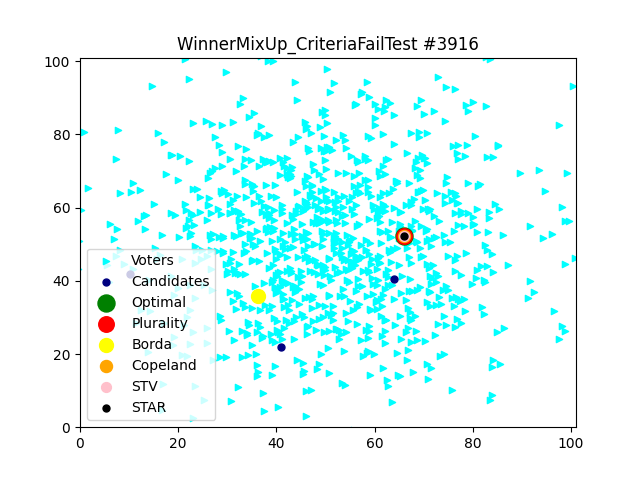 WinnerMixUp_CriteriaFailTest #3916
100
80
60
40
20
0
Voters
Candidates
Optimal
Plurality
Borda
Copeland
STV
STAR
0 20 40 60 80 100